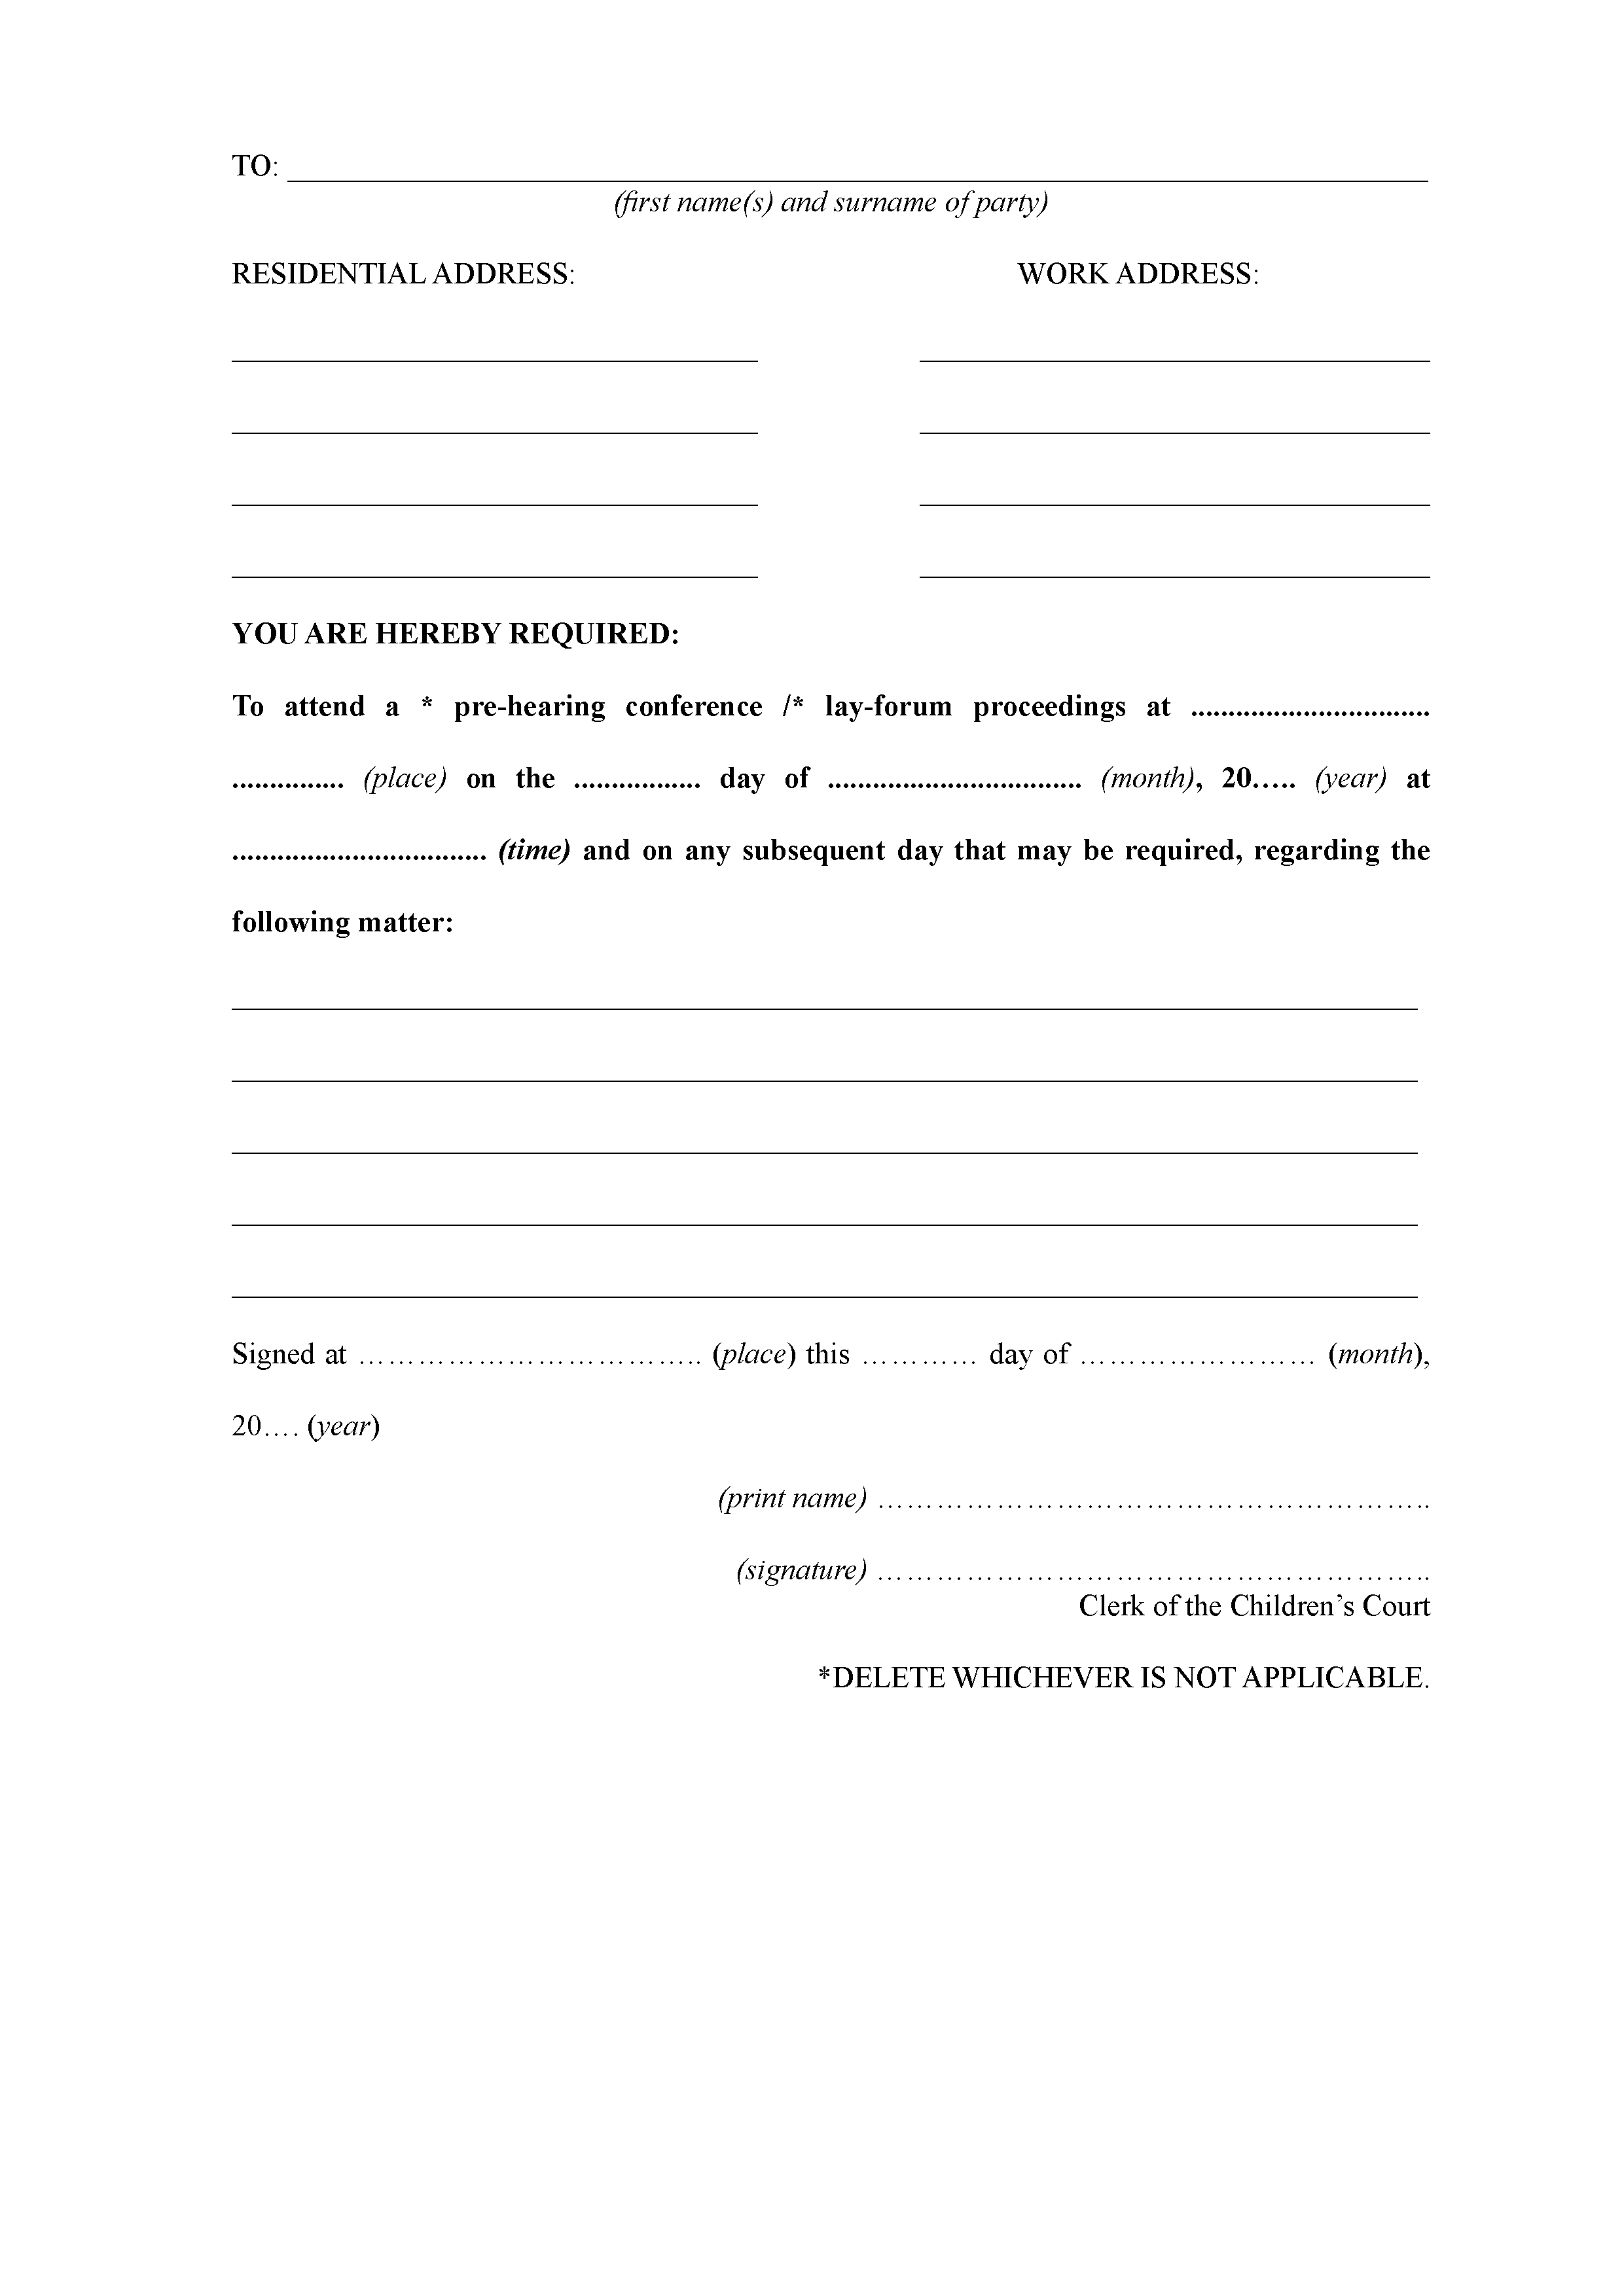 TO: ______________________________________________
(first name(s) and surname of party)
RESIDENTIAL ADDRESS: WORK ADDRESS:
YOU ARE HEREBY REQUIRED:
To attend a * pre-hearing conference /* lay-forum proceedings at ................................
............... (place) on the ................. day of .................................. (month), 20….. (year) at
.................................. (time) and on any subsequent day that may be required, regarding the
following matter:
Signed at …………………………….. (place) this ………… day of …………………… (month),
20…. (year)
(print name) ………………………………………………..
(signature) ………………………………………………..
Clerk of the Children’s Court
*DELETE WHICHEVER IS NOT APPLICABLE.